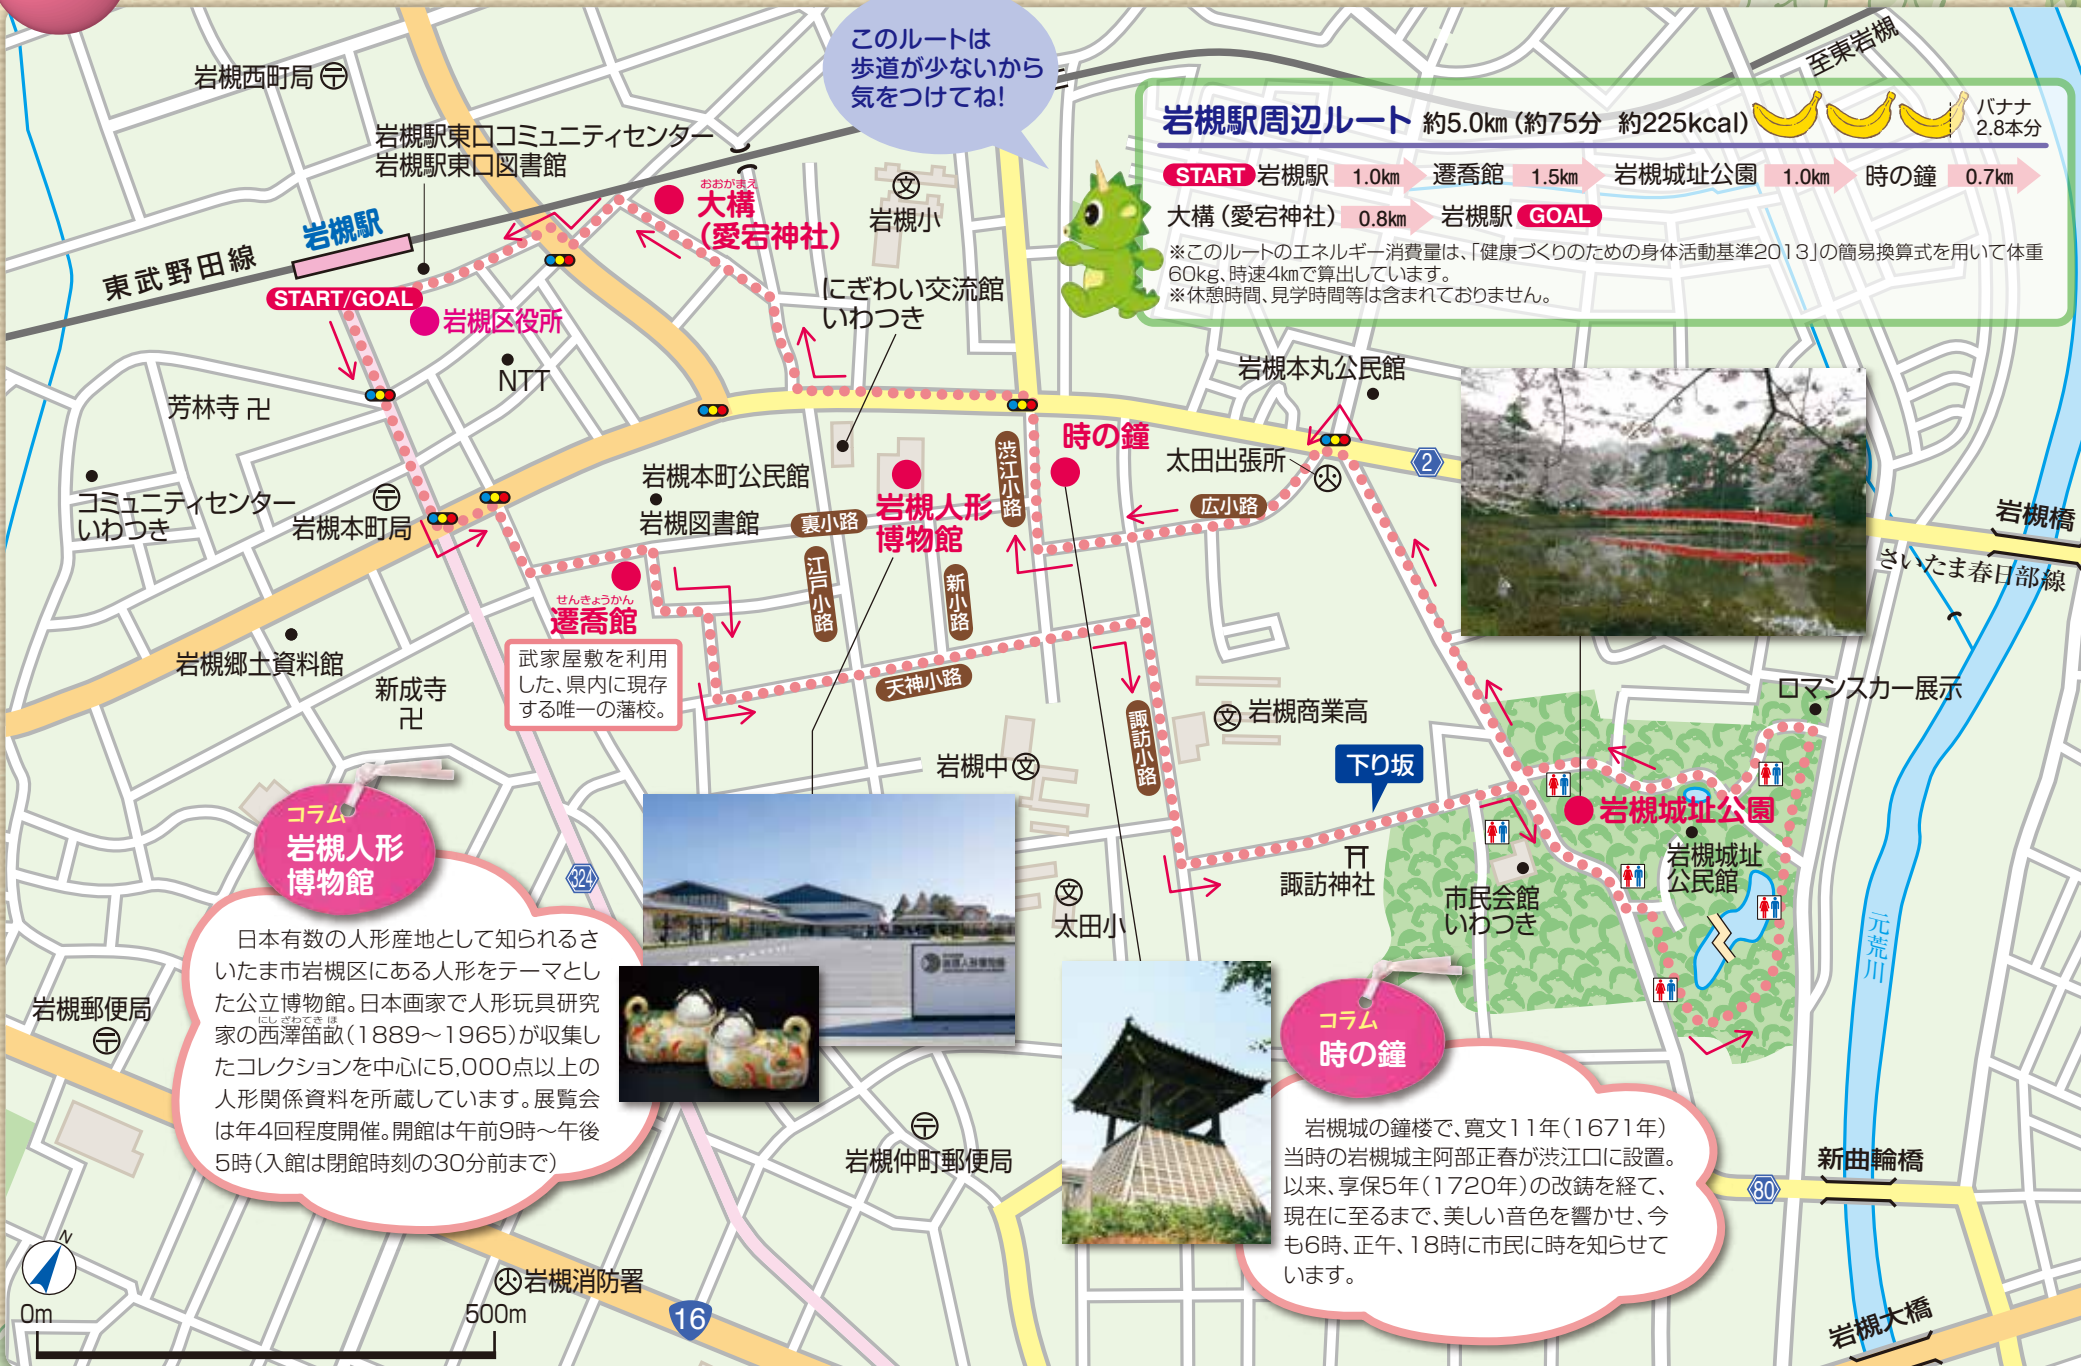 このルートは
歩道が少ないから
気をつけてね!
至東岩槻
岩槻駅周辺ルート 約5.0km(約75分 約225kcal)
バナナ
2.8本分
START 岩槻駅 1.0km 遷喬館 1.5km 岩槻城址公園 1.0km 時の鐘 0.7km
大構(愛宕神社) 0.8km 岩槻駅 GOAL
※このルートのエネルギー消費量は、「健康づくりのための身体活動基準2013」の簡易換算式を用いて体重
60kg、時速4kmで算出しています。
※休憩時間、見学時間等は含まれておりません。
岩槻西町局
岩槻駅東口コミュニティセンター
岩槻駅東口図書館
おおがまえ
大構
(愛宕神社)
文
岩槻小
岩槻駅
東武野田線
START/GOAL
岩槻区役所
NTT
にぎわい交流館
いわつき
芳林寺
岩槻本丸公民館
時の鐘
太田出張所
2
渋江小路
広小路
岩槻本町公民館
岩槻図書館
裏小路
岩槻人形
博物館
コミュニティセンター
いわつき
岩槻本町局
江戸小路
新小路
岩槻橋
さいたま春日部線
せんきょうかん
遷喬館
武家屋敷を利用
した、県内に現存
する唯一の藩校。
岩槻郷土資料館
新成寺
天神小路
諏訪小路
文 岩槻商業高
ロマンスカー展示
岩槻中 文
下り坂
岩槻城址公園
岩槻城址
公民館
諏訪神社
市民会館
いわつき
文
太田小
元荒川
324
コラム
岩槻人形
博物館
日本有数の人形産地として知られるさ
いたま市岩槻区にある人形をテーマとし
た公立博物館。日本画家で人形玩具研究
にしざわてきほ
家の西澤笛畝(1889〜1965)が収集し
たコレクションを中心に5,000点以上の
人形関係資料を所蔵しています。展覧会
は年4回程度開催。開館は午前9時〜午後
5時(入館は閉館時刻の30分前まで)
岩槻郵便局
岩槻仲町郵便局
コラム
時の鐘
岩槻城の鐘楼で、寛文11年(1671年)
当時の岩槻城主阿部正春が渋江口に設置。
以来、享保5年(1720年)の改鋳を経て、
現在に至るまで、美しい音色を響かせ、今
も6時、正午、18時に市民に時を知らせて
います。
新曲輪橋
80
岩槻大橋
岩槻消防署
16
N
0m 500m